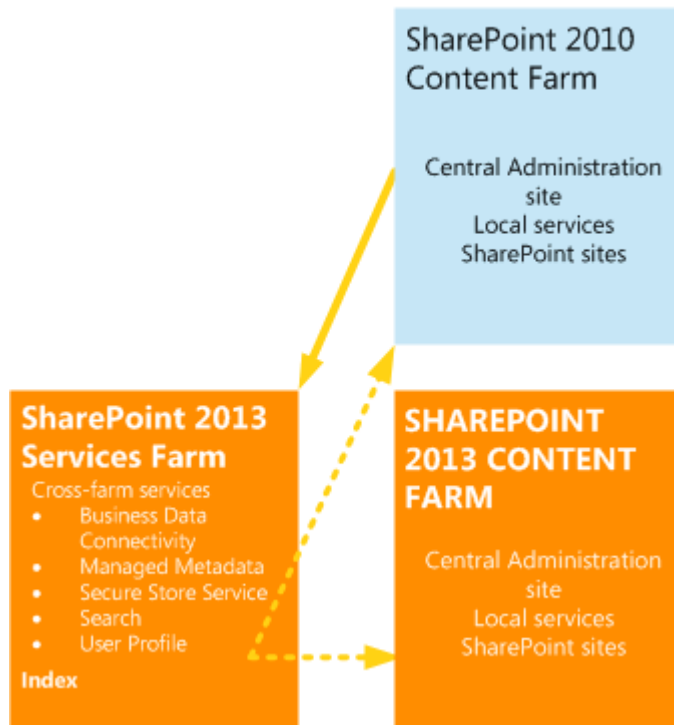 SharePoint 2010
Content Farm
Central Administration
site
Local services
SharePoint sites
SharePoint 2013
Services Farm
Cross-farm services
• Business Data
Connectivity
• Managed Metadata
• Secure Store Service
• Search
• User Profile
Index
SHAREPOINT
2013 CONTENT
FARM
Central Administration
site
Local services
SharePoint sites